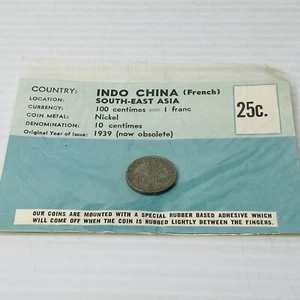 COUNTRY: INDO CHINA (French)
LOCATION: SOUTH-EAST ASIA
CURRENCY: 100 centimes = 1 franc
COIN METAL: Nickel
DENOMINATION: 10 centimes
Original Year of Issue: 1939 (now obsolete)
25c.
OUR COINS ARE MOUNTED WITH A SPECIAL RUBBER BASED ADHESIVE WHICH
WILL COME OFF WHEN THE COIN IS RUBBED LIGHTLY BETWEEN THE FINGERS.